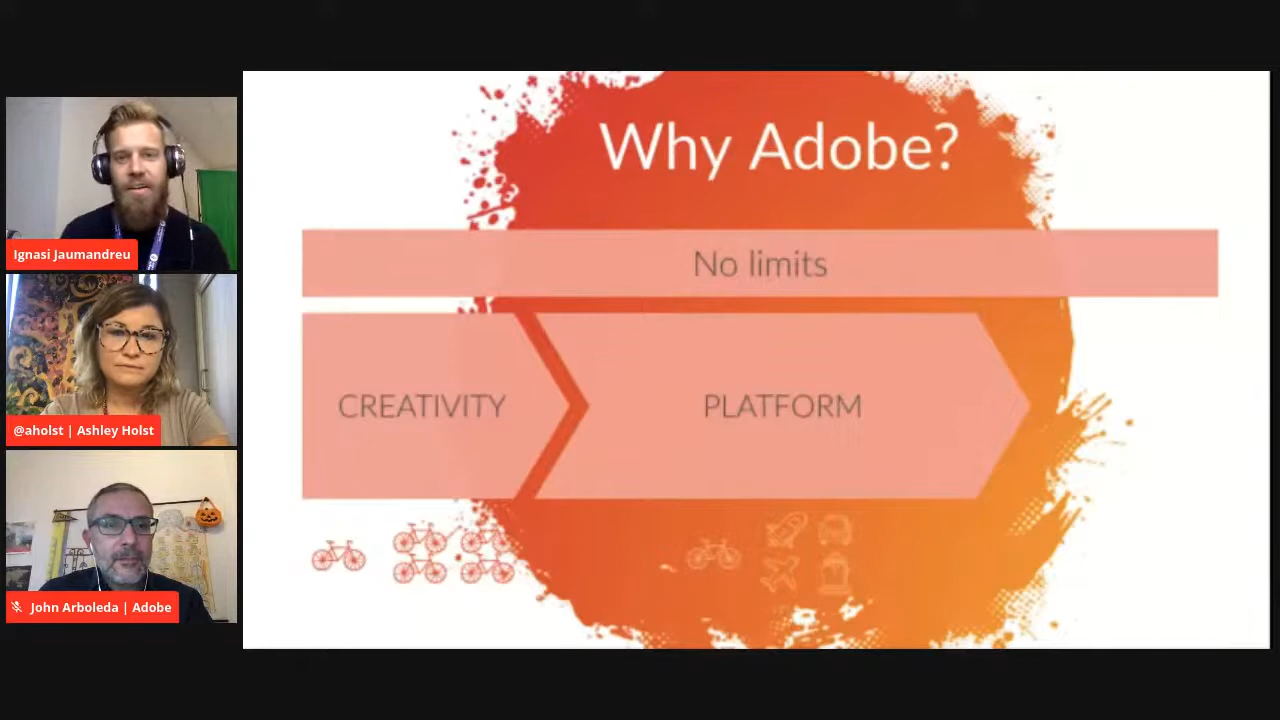 Why Adobe?
No limits
CREATIVITY
PLATFORM
Ignasi Jaumandreu
@aholst | Ashley Holst
John Arboleda | Adobe